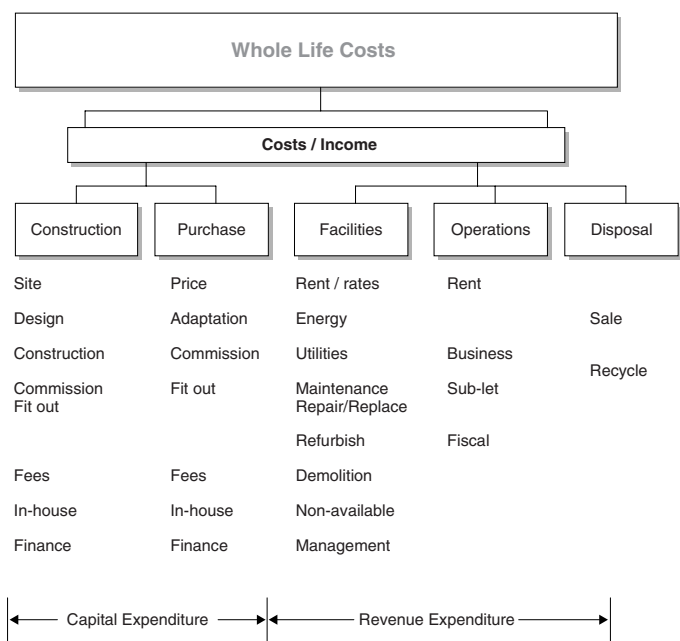 Whole Life Costs
Costs / Income
Construction
Purchase
Facilities
Operations
Disposal
Site
Price
Rent / rates
Rent
Design
Adaptation
Energy
Sale
Construction
Commission
Utilities
Business
Recycle
Commission
Fit out
Fit out
Maintenance
Repair/Replace
Sub-let
Refurbish
Fiscal
Fees
Fees
Demolition
In-house
In-house
Non-available
Finance
Finance
Management
Capital Expenditure
Revenue Expenditure